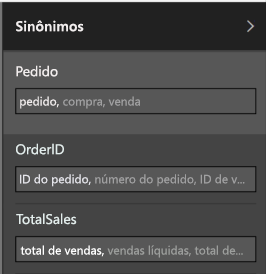 Sinônimos
Pedido
pedido, compra, venda
OrderID
ID do pedido, número do pedido, ID de v...
TotalSales
total de vendas, vendas líquidas, total de...